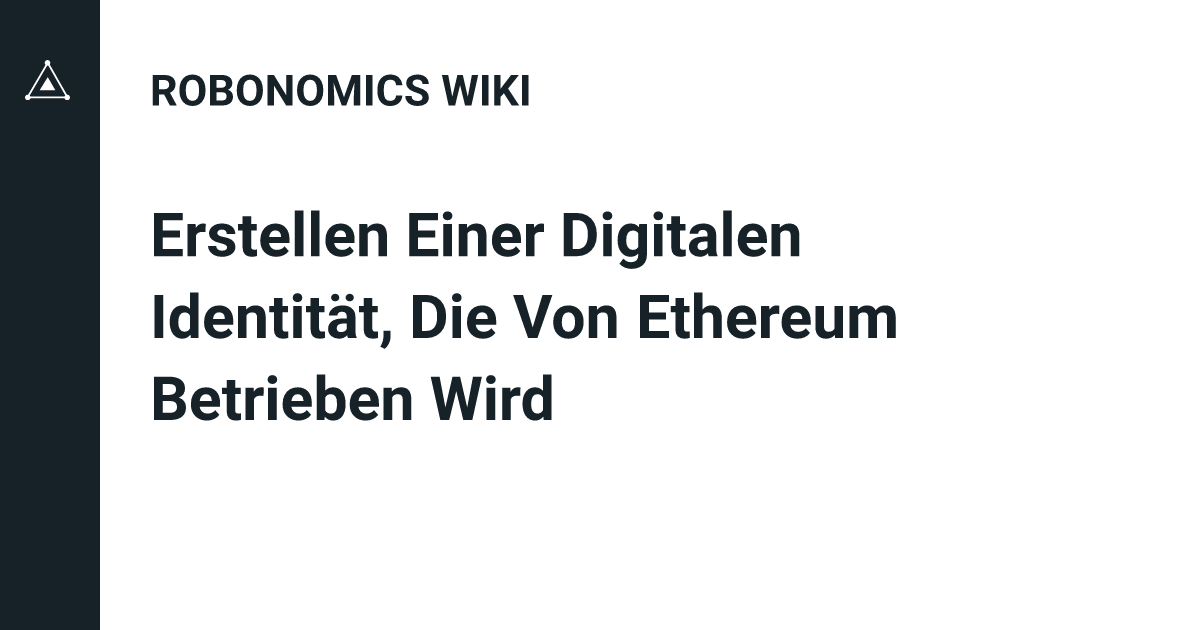 ROBONOMICS WIKI
Erstellen Einer Digitalen
Identität, Die Von Ethereum
Betrieben Wird